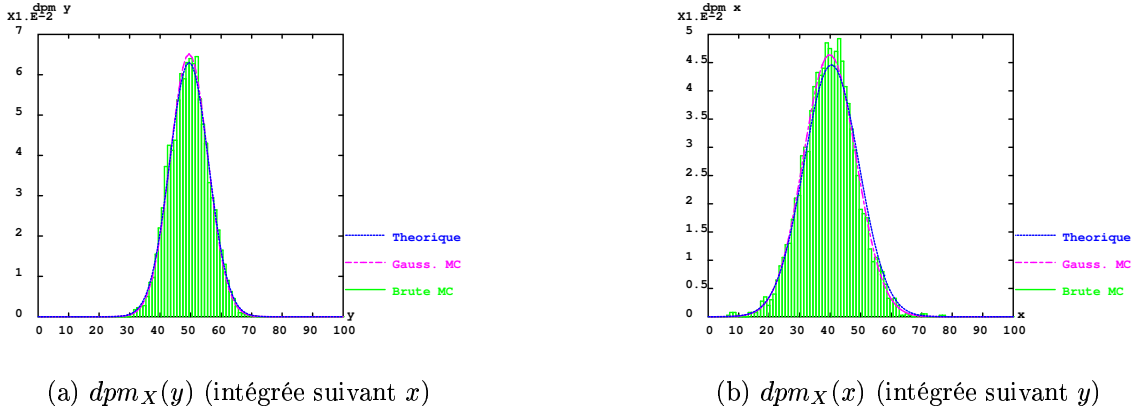 dpm y
X1.E-2
7
6
5
4
3
2
1
0
0 10 20 30 40 50 60 70 80 90 100
y
Theorique
Gauss. MC
Brute MC
(a) dpm_X(y) (intégrée suivant x)
dpm x
X1.E-2
5
4.5
4
3.5
3
2.5
2
1.5
1
0.5
0
0 10 20 30 40 50 60 70 80 90 100
x
Theorique
Gauss. MC
Brute MC
(b) dpm_X(x) (intégrée suivant y)